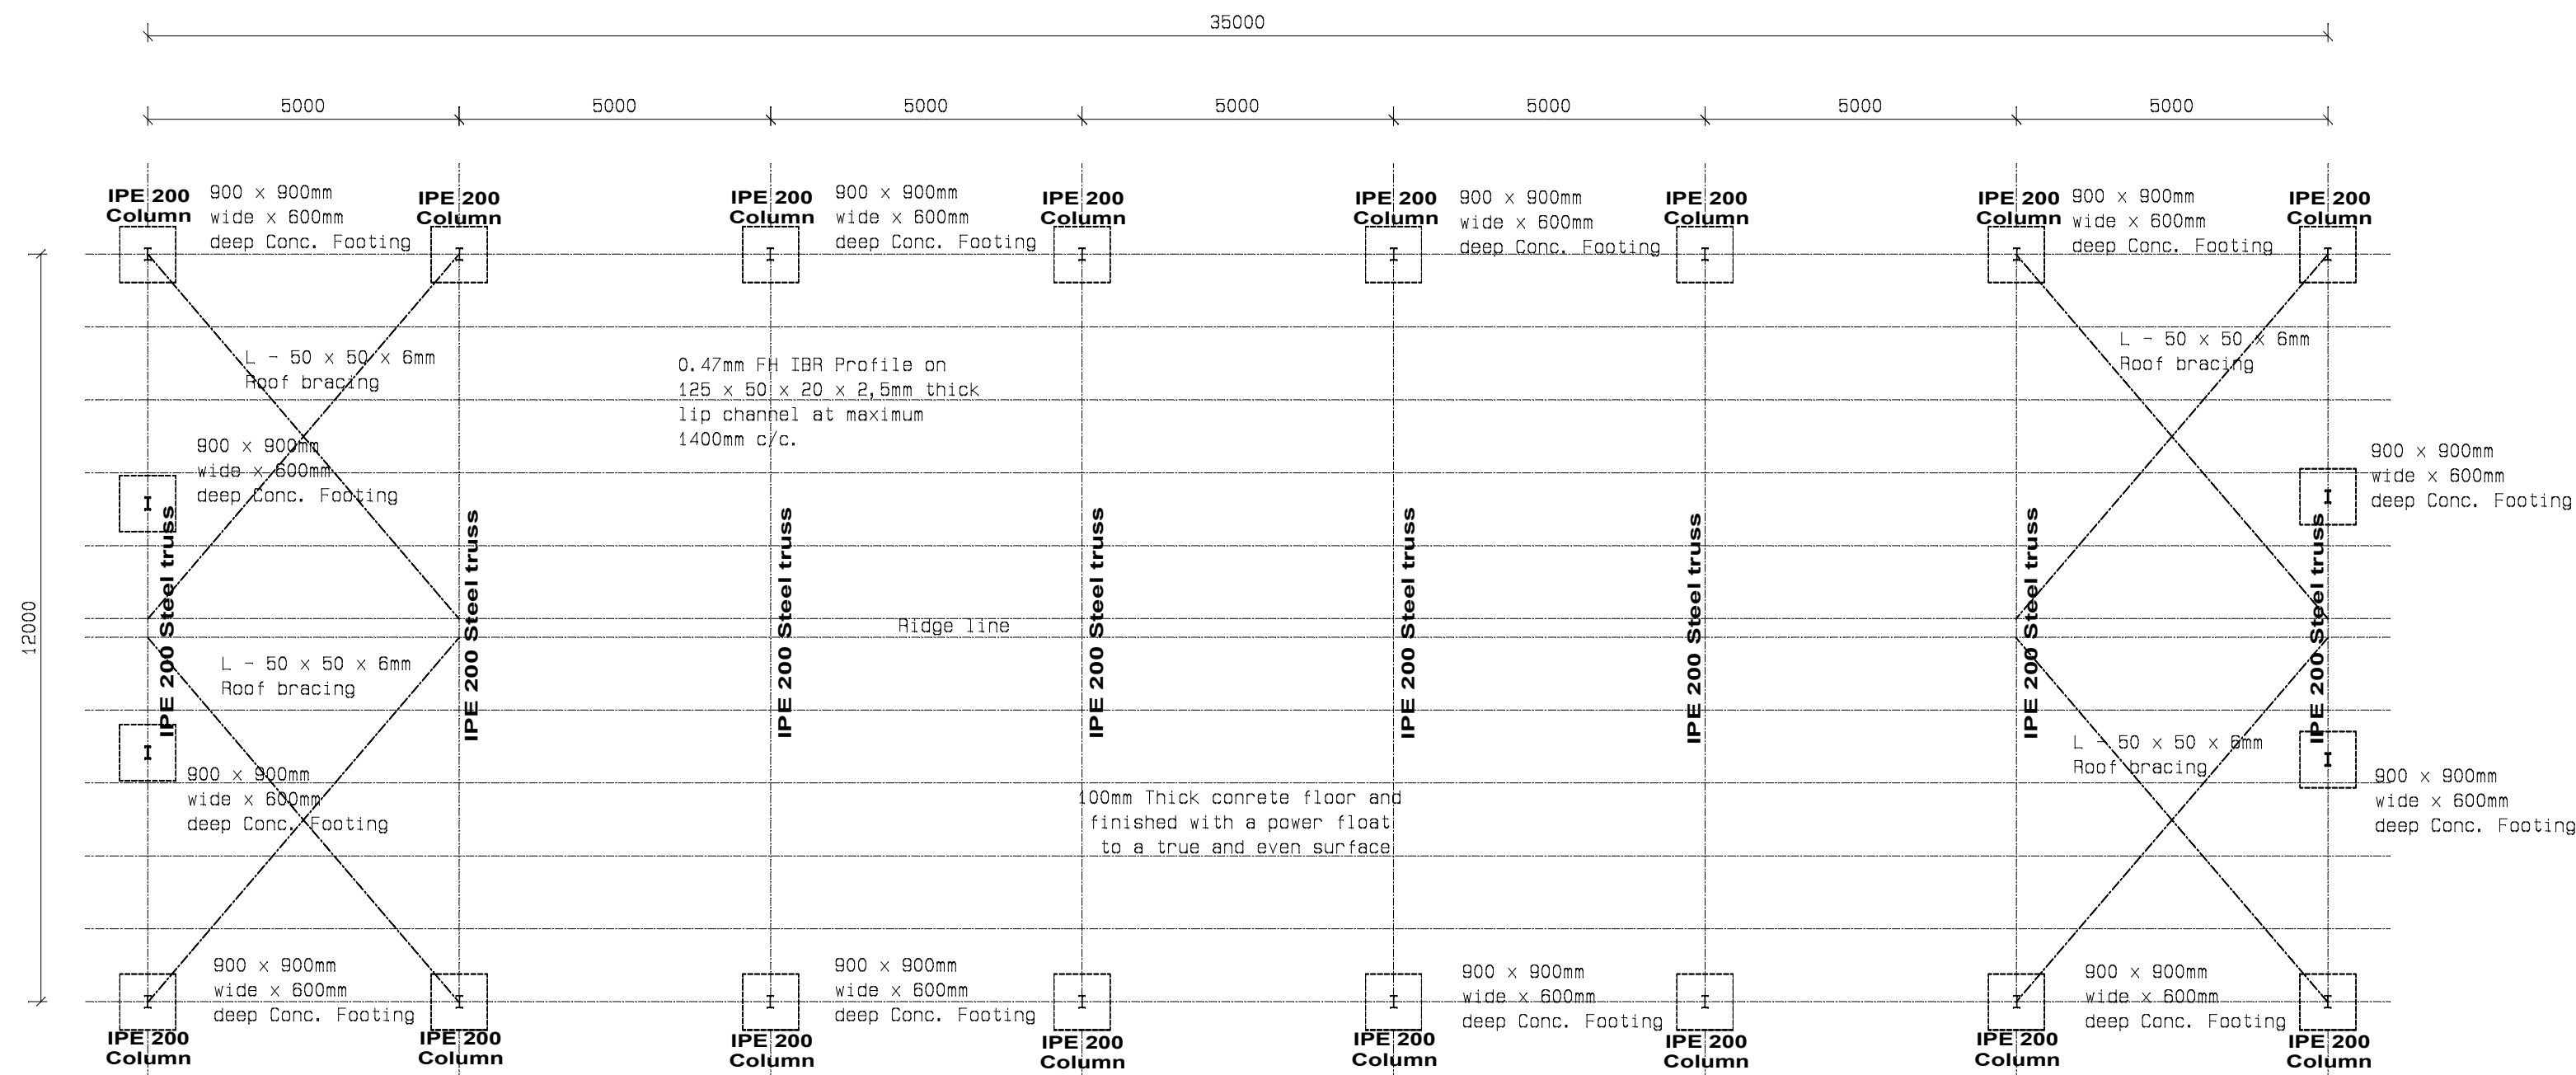 35000
5000 5000 5000 5000 5000 5000 5000
IPE 200
Column
900 x 900mm
wide x 600mm
deep Conc. Footing
IPE 200
Column
IPE 200
Column
900 x 900mm
wide x 600mm
deep Conc. Footing
IPE 200
Column
IPE 200
Column
900 x 900mm
wide x 600mm
deep Conc. Footing
IPE 200
Column
IPE 200
Column
900 x 900mm
wide x 600mm
deep Conc. Footing
IPE 200
Column
L - 50 x 50 x 6mm
Roof bracing
0.47mm FH IBR Profile on
125 x 50 x 20 x 2,5mm thick
lip channel at maximum
1400mm c/c.
L - 50 x 50 x 6mm
Roof bracing
900 x 900mm
wide x 600mm
deep Conc. Footing
900 x 900mm
wide x 600mm
deep Conc. Footing
12000
IPE 200 Steel truss
IPE 200 Steel truss
IPE 200 Steel truss
IPE 200 Steel truss
IPE 200 Steel truss
IPE 200 Steel truss
IPE 200 Steel truss
IPE 200 Steel truss
Ridge line
L - 50 x 50 x 6mm
Roof bracing
L - 50 x 50 x 6mm
Roof bracing
900 x 900mm
wide x 600mm
deep Conc. Footing
100mm Thick conrete floor and
finished with a power float
to a true and even surface
900 x 900mm
wide x 600mm
deep Conc. Footing
900 x 900mm
wide x 600mm
deep Conc. Footing
900 x 900mm
wide x 600mm
deep Conc. Footing
900 x 900mm
wide x 600mm
deep Conc. Footing
900 x 900mm
wide x 600mm
deep Conc. Footing
IPE 200
Column
IPE 200
Column
IPE 200
Column
IPE 200
Column
IPE 200
Column
IPE 200
Column
IPE 200
Column
IPE 200
Column